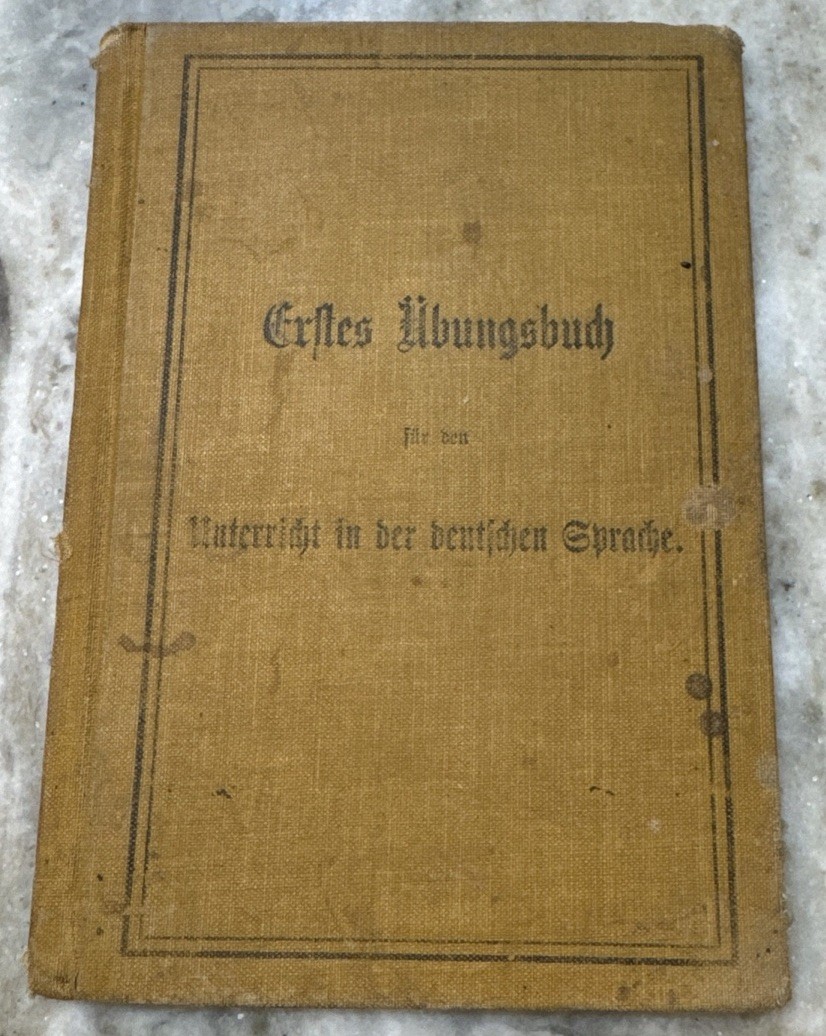 Erstes Übungsbuch
für den
Unterricht in der deutschen Sprache.